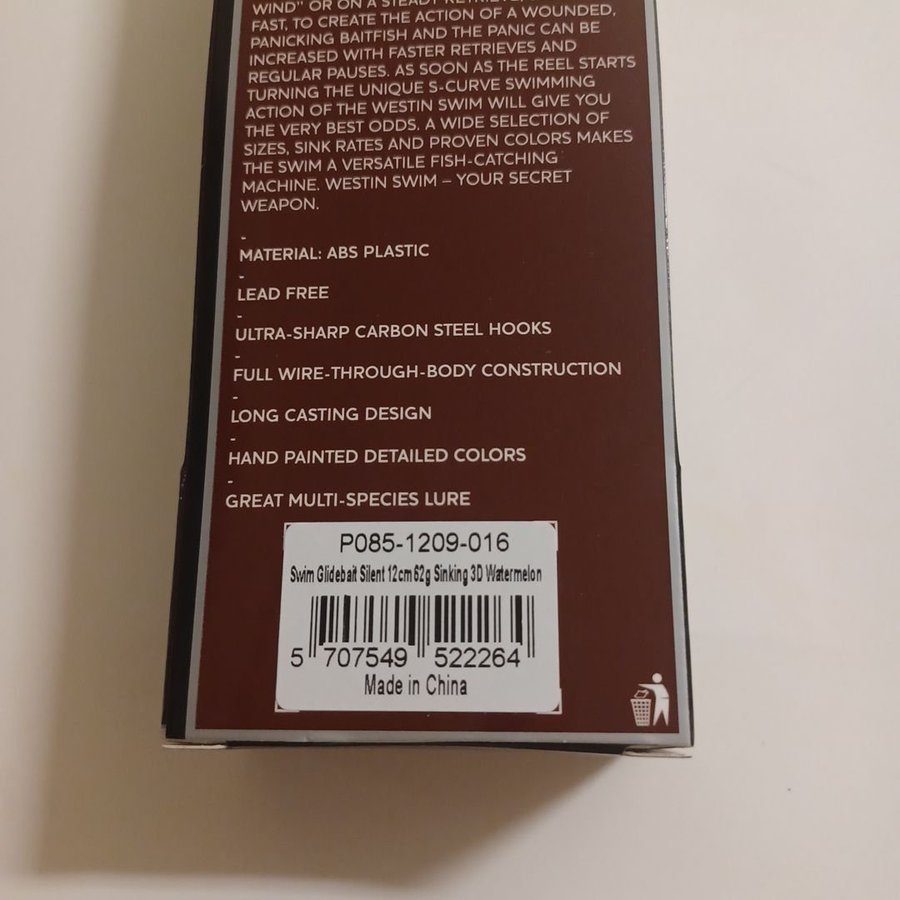 WIND" OR ON A STEADY RETRIEVE,
FAST, TO CREATE THE ACTION OF A WOUNDED,
PANICKING BAITFISH AND THE PANIC CAN BE
INCREASED WITH FASTER RETRIEVES AND
REGULAR PAUSES. AS SOON AS THE REEL STARTS
TURNING THE UNIQUE S-CURVE SWIMMING
ACTION OF THE WESTIN SWIM WILL GIVE YOU
THE VERY BEST ODDS. A WIDE SELECTION OF
SIZES, SINK RATES AND PROVEN COLORS MAKES
THE SWIM A VERSATILE FISH-CATCHING
MACHINE. WESTIN SWIM – YOUR SECRET
WEAPON.
-
MATERIAL: ABS PLASTIC
-
LEAD FREE
-
ULTRA-SHARP CARBON STEEL HOOKS
-
FULL WIRE-THROUGH-BODY CONSTRUCTION
-
LONG CASTING DESIGN
-
HAND PAINTED DETAILED COLORS
-
GREAT MULTI-SPECIES LURE
P085-1209-016
Swim Glidebait Silent 12cm 62g Sinking 3D Watermelon
5 707549 522264
Made in China